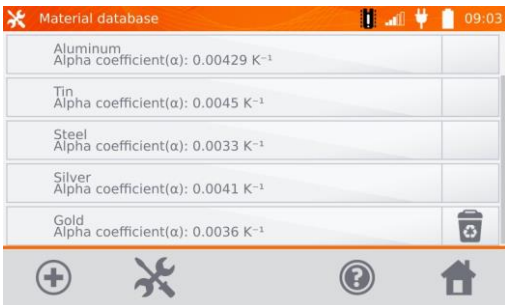 Material database
09:03
Aluminum
Alpha coefficient(α): 0.00429 K⁻¹
Tin
Alpha coefficient(α): 0.0045 K⁻¹
Steel
Alpha coefficient(α): 0.0033 K⁻¹
Silver
Alpha coefficient(α): 0.0041 K⁻¹
Gold
Alpha coefficient(α): 0.0036 K⁻¹